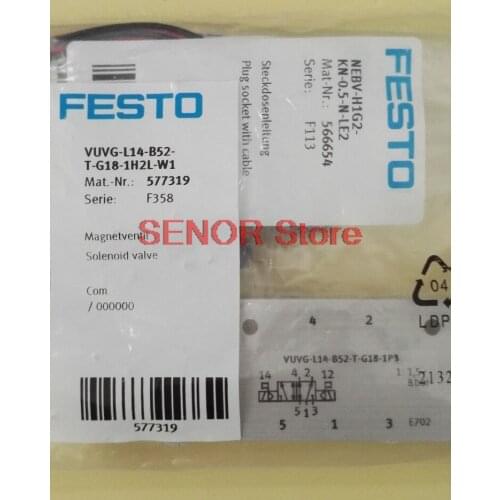 FESTO
VUVG-L14-B52-
T-G18-1H2L-W1
Mat.-Nr.: 577319
Serie: F358
Magnetventil
Solenoid valve
Com
/ 000000
577319
FESTO
NEBV-H1G2-
KN-0.5-N-LE2
Mat-Nr.: 566654
Serie: F113
Steckdosenleitung
Plug socket with cable
SENOR Store
04
LDP
4 2
VUVG-L14-B52-T-G18-1P3
14 4 2 12
5 1 3
5 1 3
E702
2132